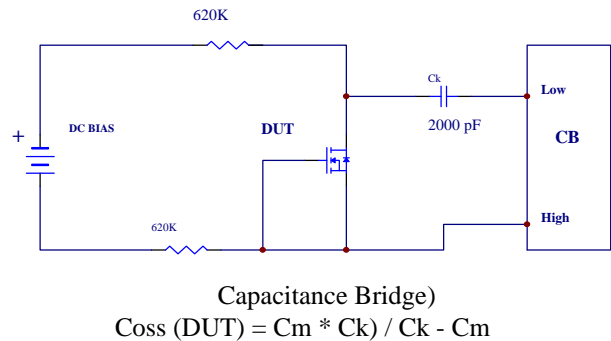 620K
Ck
Low
+
DC BIAS
DUT
2000 pF
CB
High
620K
Capacitance Bridge)
Coss (DUT) = Cm * Ck) / Ck - Cm